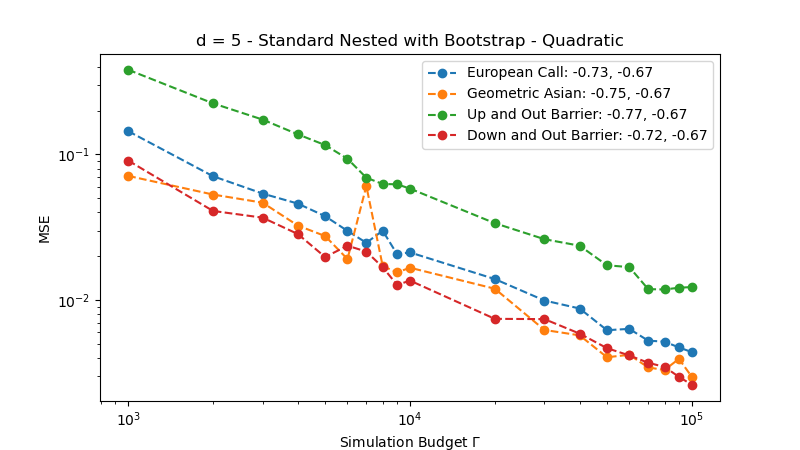 d = 5 - Standard Nested with Bootstrap - Quadratic
European Call: -0.73, -0.67
Geometric Asian: -0.75, -0.67
Up and Out Barrier: -0.77, -0.67
Down and Out Barrier: -0.72, -0.67
MSE
10⁻¹
10⁻²
10³
10⁴
10⁵
Simulation Budget Γ